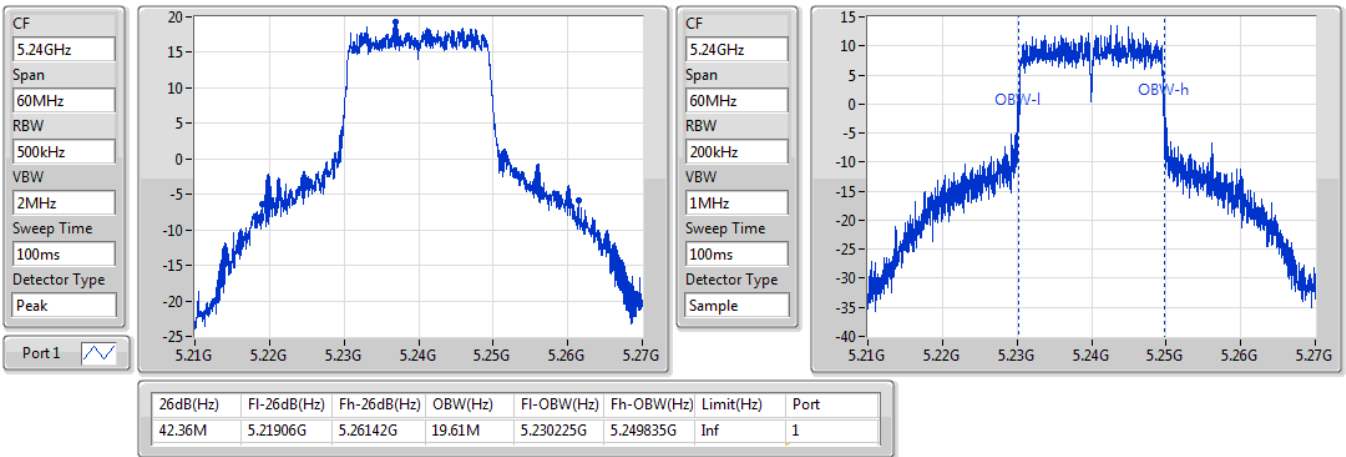 CF
5.24GHz
Span
60MHz
RBW
500kHz
VBW
2MHz
Sweep Time
100ms
Detector Type
Peak
Port 1
20
15
10
5
0
-5
-10
-15
-20
-25
5.21G 5.22G 5.23G 5.24G 5.25G 5.26G 5.27G
CF
5.24GHz
Span
60MHz
RBW
200kHz
VBW
1MHz
Sweep Time
100ms
Detector Type
Sample
15
10
5
0
-5
-10
-15
-20
-25
-30
-35
-40
OBW-l
OBW-h
5.21G 5.22G 5.23G 5.24G 5.25G 5.26G 5.27G
26dB(Hz) Fl-26dB(Hz) Fh-26dB(Hz) OBW(Hz) Fl-OBW(Hz) Fh-OBW(Hz) Limit(Hz) Port
42.36M 5.21906G 5.26142G 19.61M 5.230225G 5.249835G Inf 1